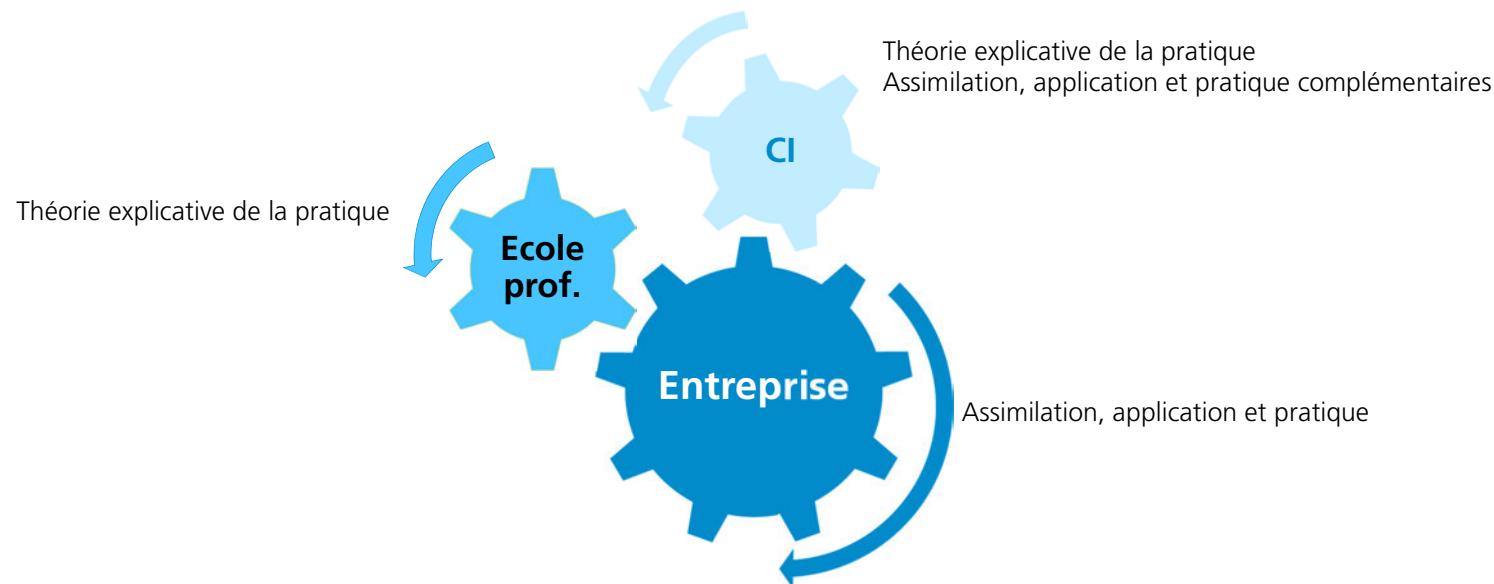 Théorie explicative de la pratique
Assimilation, application et pratique complémentaires
CI
Théorie explicative de la pratique
Ecole
prof.
Entreprise
Assimilation, application et pratique